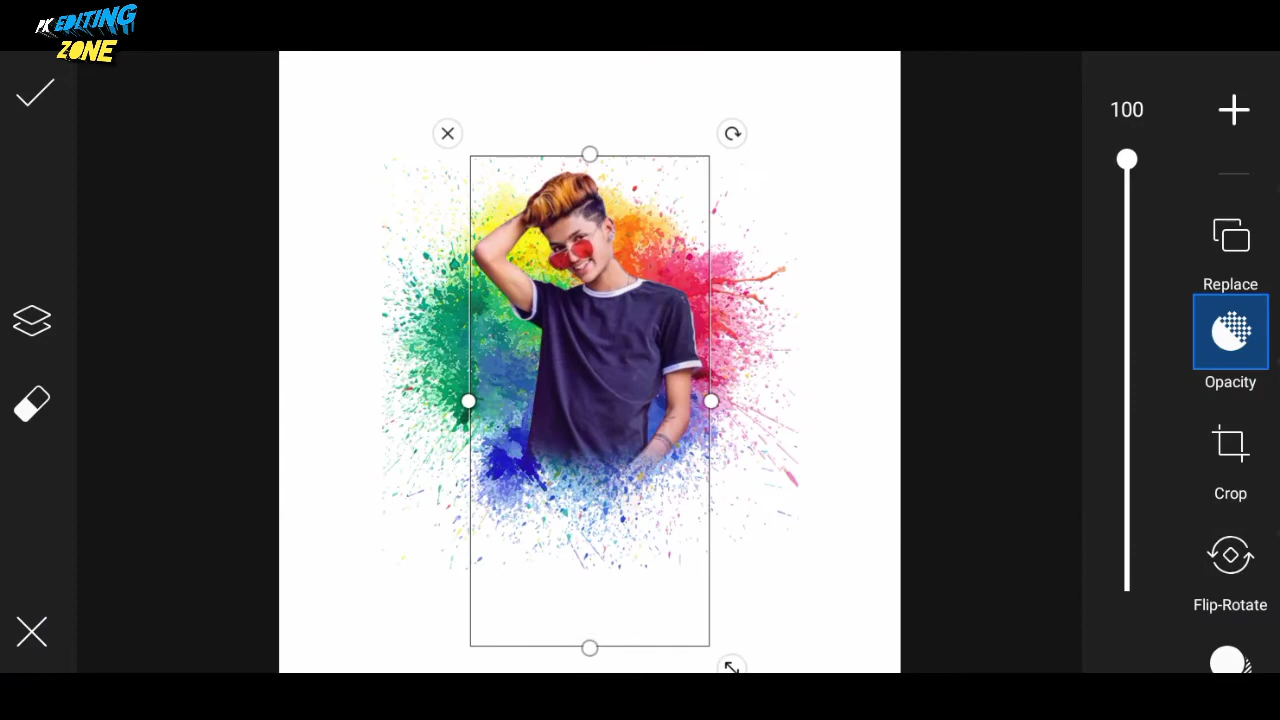 PK EDITING
ZONE
100
Replace
Opacity
Crop
Flip-Rotate